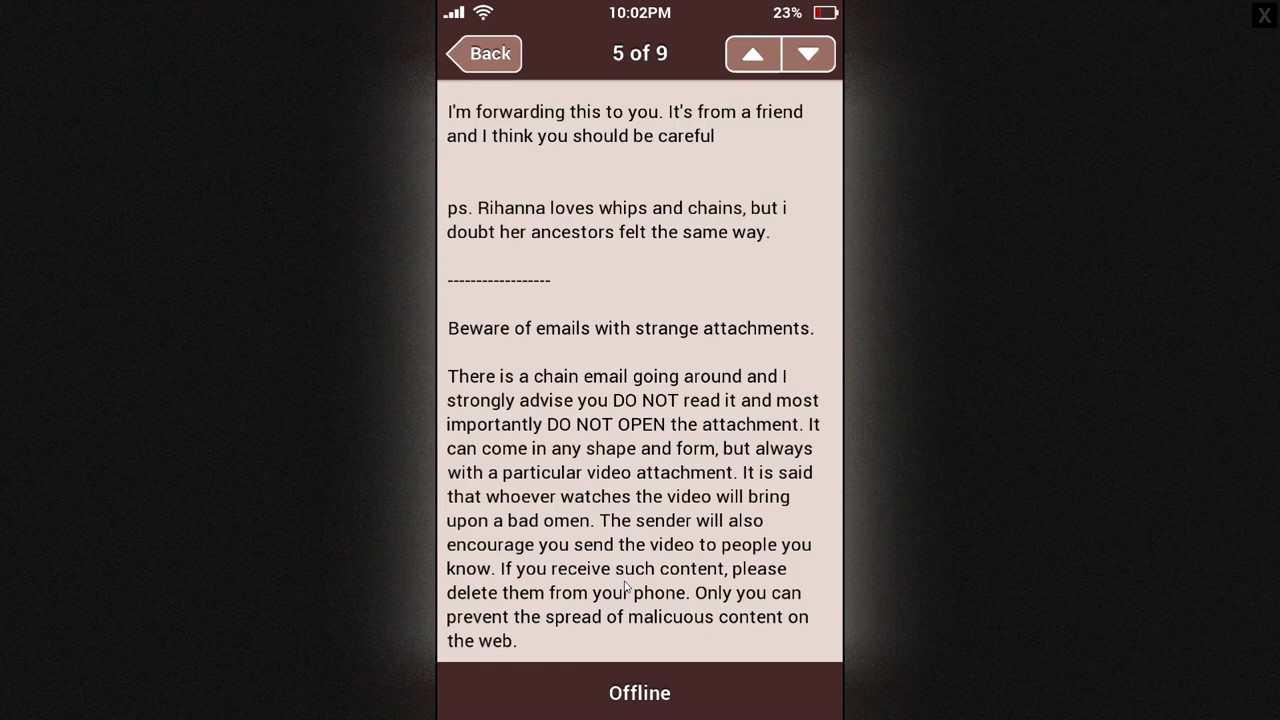 10:02PM
23%
X
Back
5 of 9
I'm forwarding this to you. It's from a friend
and I think you should be careful
ps. Rihanna loves whips and chains, but i
doubt her ancestors felt the same way.
------------------
Beware of emails with strange attachments.
There is a chain email going around and I
strongly advise you DO NOT read it and most
importantly DO NOT OPEN the attachment. It
can come in any shape and form, but always
with a particular video attachment. It is said
that whoever watches the video will bring
upon a bad omen. The sender will also
encourage you send the video to people you
know. If you receive such content, please
delete them from your phone. Only you can
prevent the spread of malicuous content on
the web.
Offline